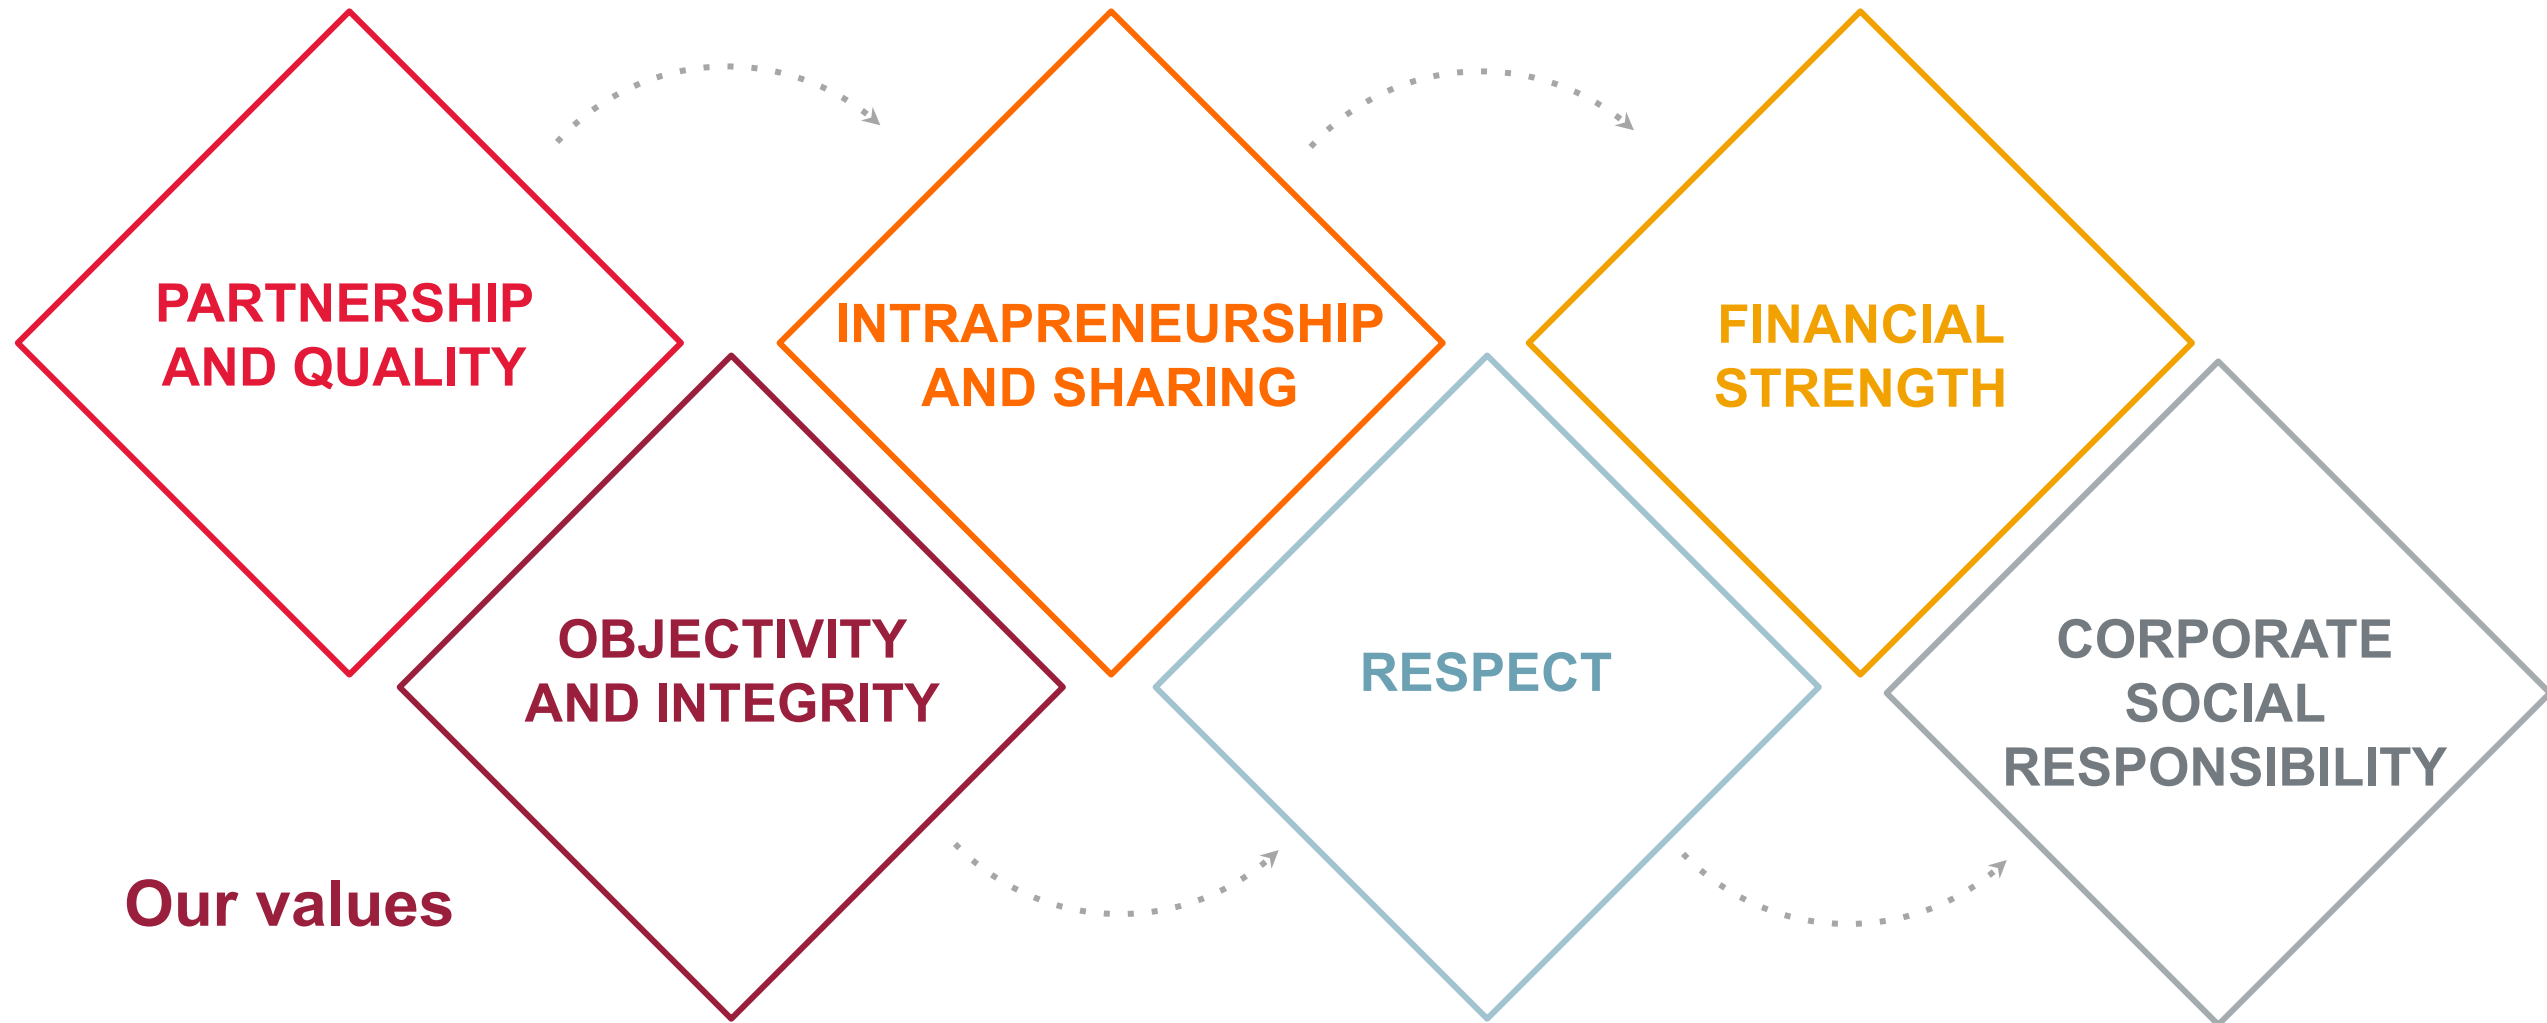 PARTNERSHIP
AND QUALITY
OBJECTIVITY
AND INTEGRITY
INTRAPRENEURSHIP
AND SHARING
RESPECT
FINANCIAL
STRENGTH
CORPORATE
SOCIAL
RESPONSIBILITY
Our values